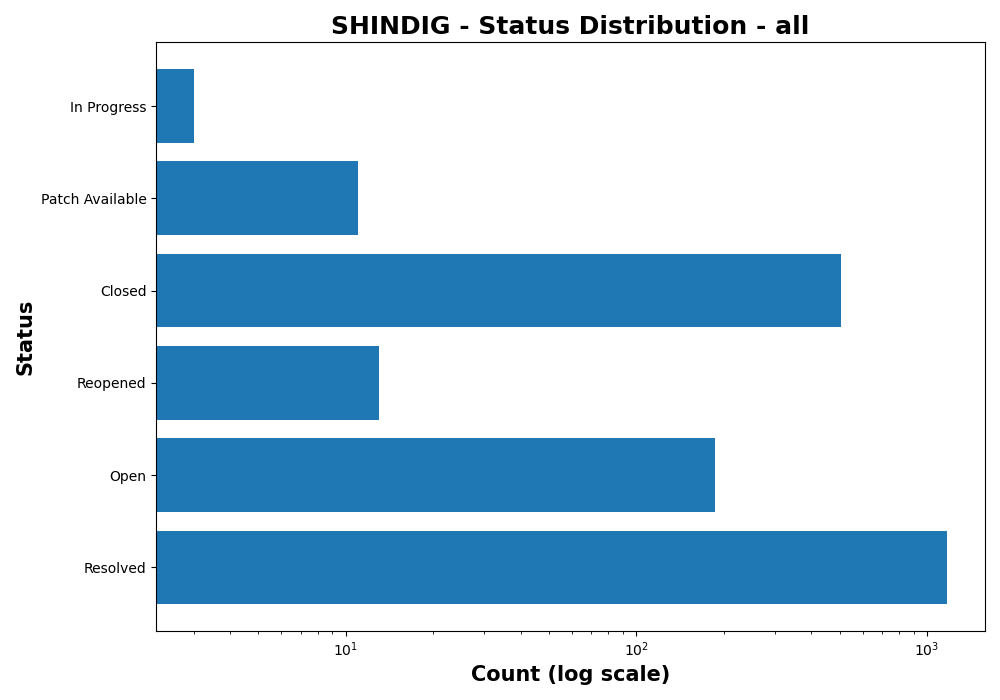 SHINDIG - Status Distribution - all
In Progress
Patch Available
Closed
Reopened
Open
Resolved
Status
10¹ 10² 10³
Count (log scale)